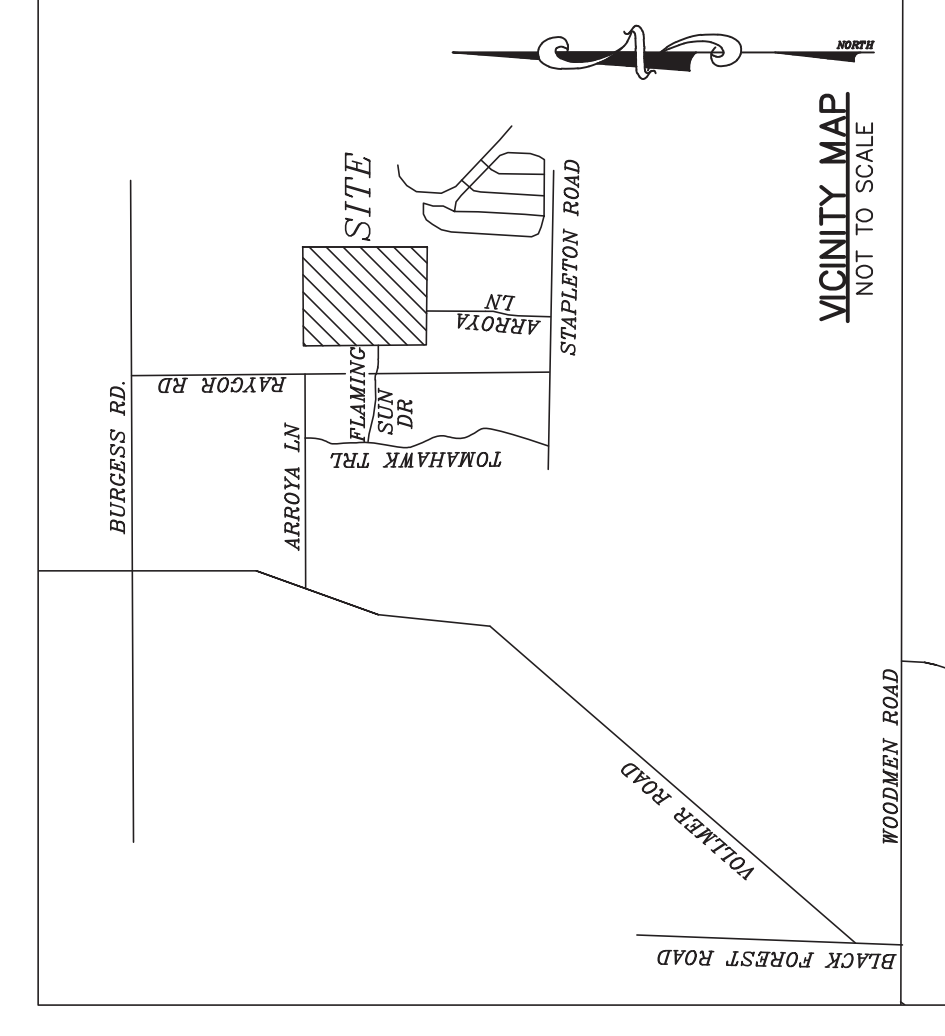 NORTH
VICINITY MAP
NOT TO SCALE
SITE
STAPLETON ROAD
ARROYA
LN
RAYGOR RD
FLAMING
SUN
DR
BURGESS RD.
ARROYA LN
TOMAHAWK TRL
WOODMEN ROAD
VOLLMER ROAD
BLACK FOREST ROAD